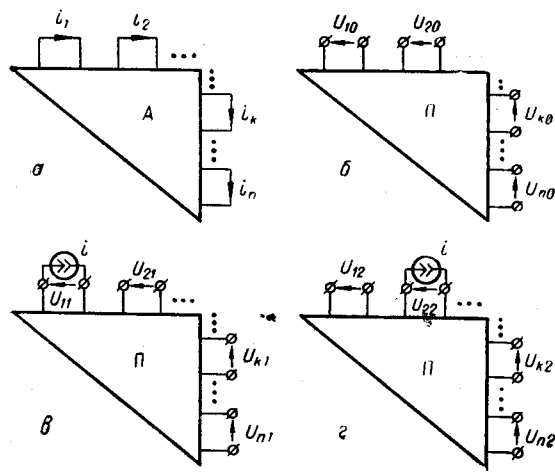 i₁ i₂ ...
A
iₖ
iₙ
а
U₁₀ U₂₀
П
Uₖ₀
Uₙ₀
б
i
U₁₁ U₂₁ ...
П
Uₖ₁
Uₙ₁
в
i
U₁₂ U₂₂ ...
П
Uₖ₂
Uₙ₂
г